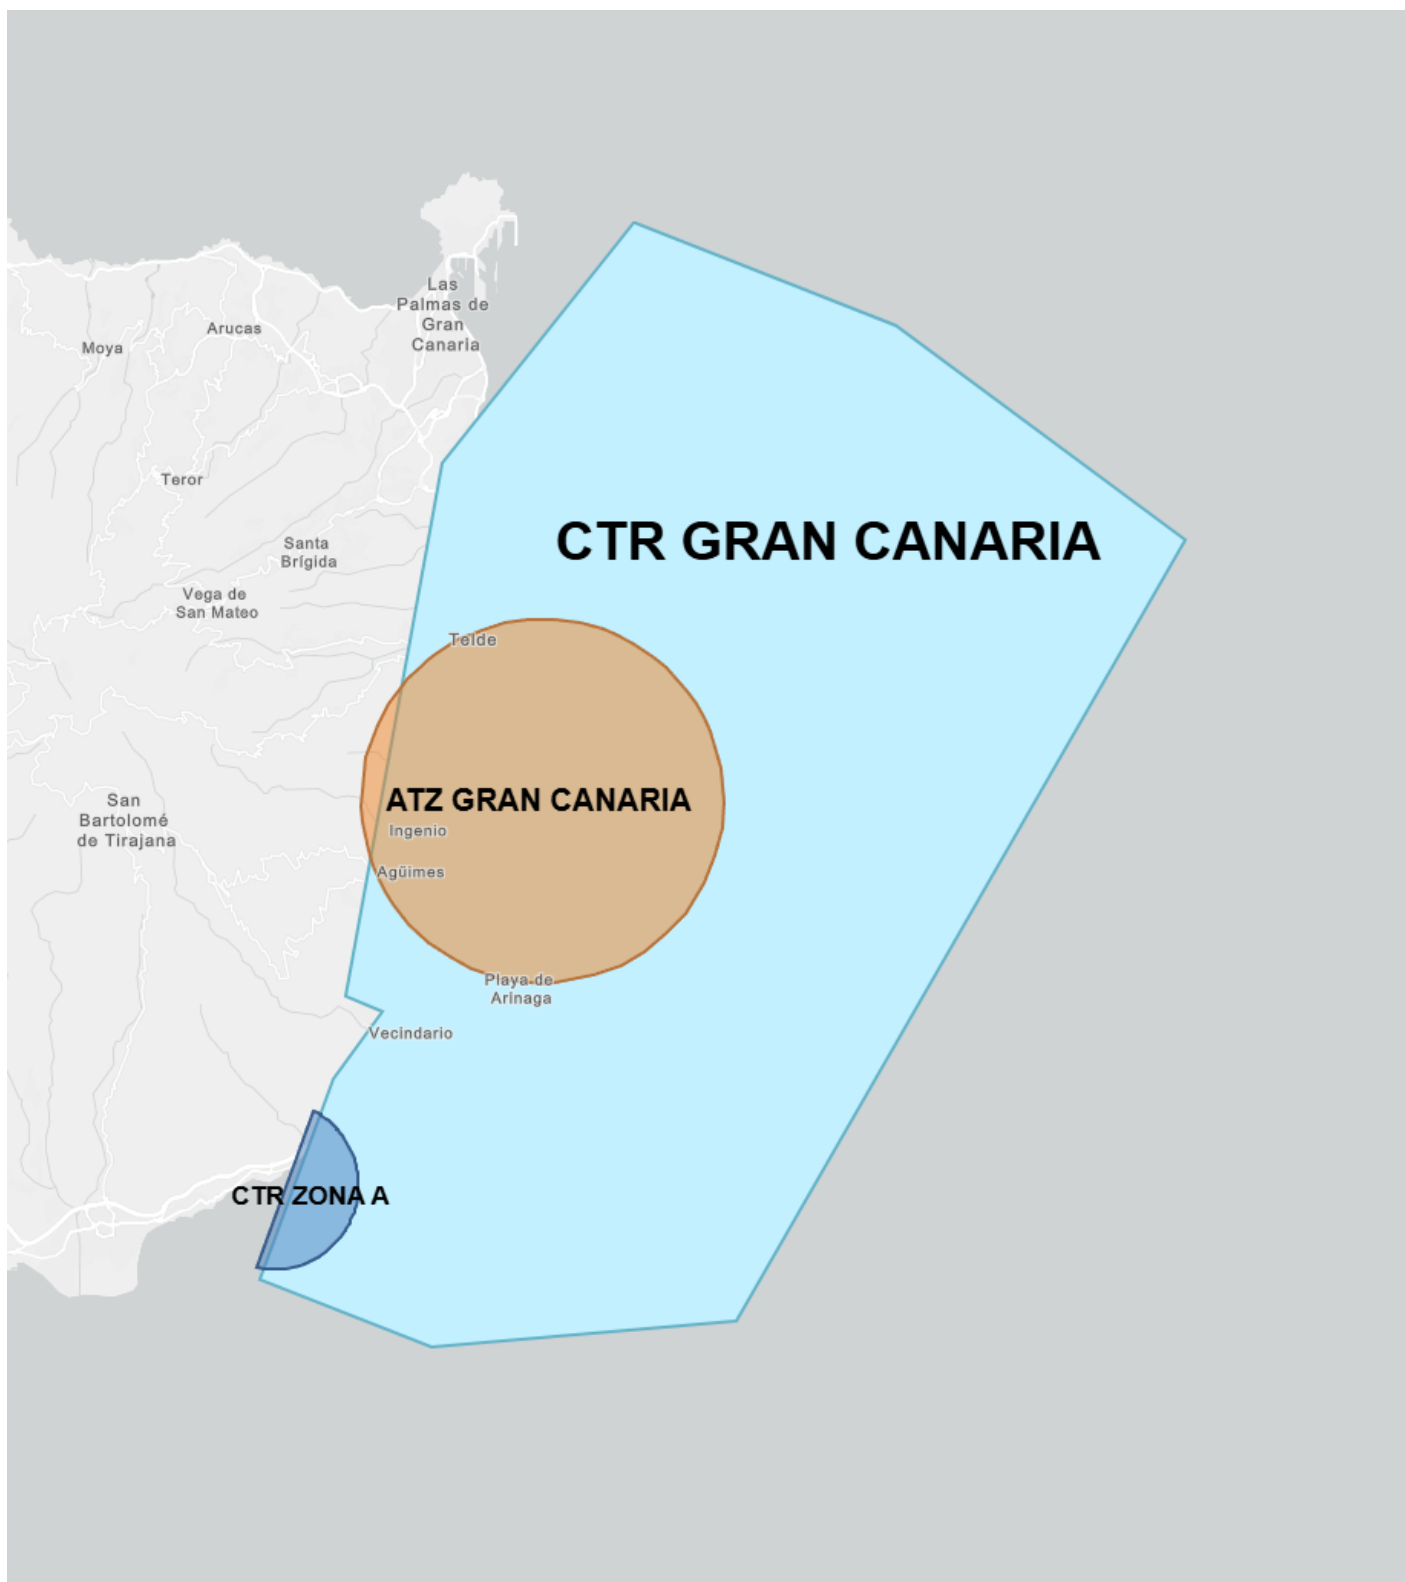 Las
Palmas de
Gran
Canaria
Arucas
Moya
Teror
CTR GRAN CANARIA
Santa
Brígida
Vega de
San Mateo
Telde
ATZ GRAN CANARIA
San
Bartolomé
de Tirajana
Ingenio
Agüimes
Playa de
Arinaga
Vecindario
CTR ZONA A